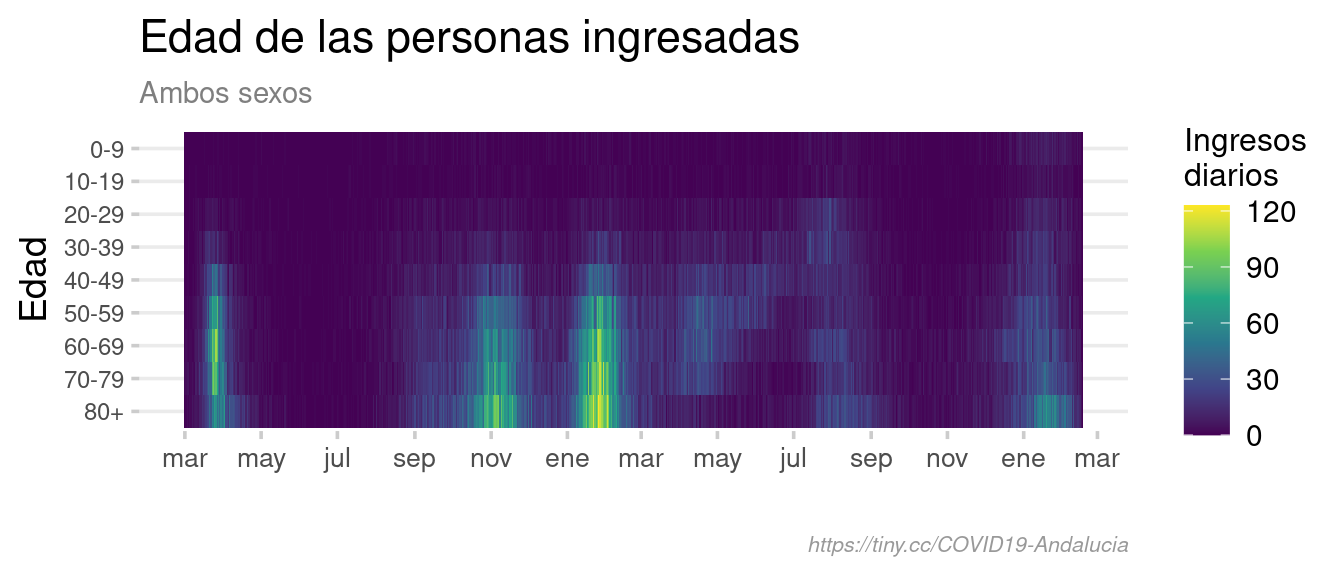 Edad de las personas ingresadas
Ambos sexos
Edad
0-9
10-19
20-29
30-39
40-49
50-59
60-69
70-79
80+
mar may jul sep nov ene mar may jul sep nov ene mar
Ingresos
diarios
120
90
60
30
0
https://tiny.cc/COVID19-Andalucia